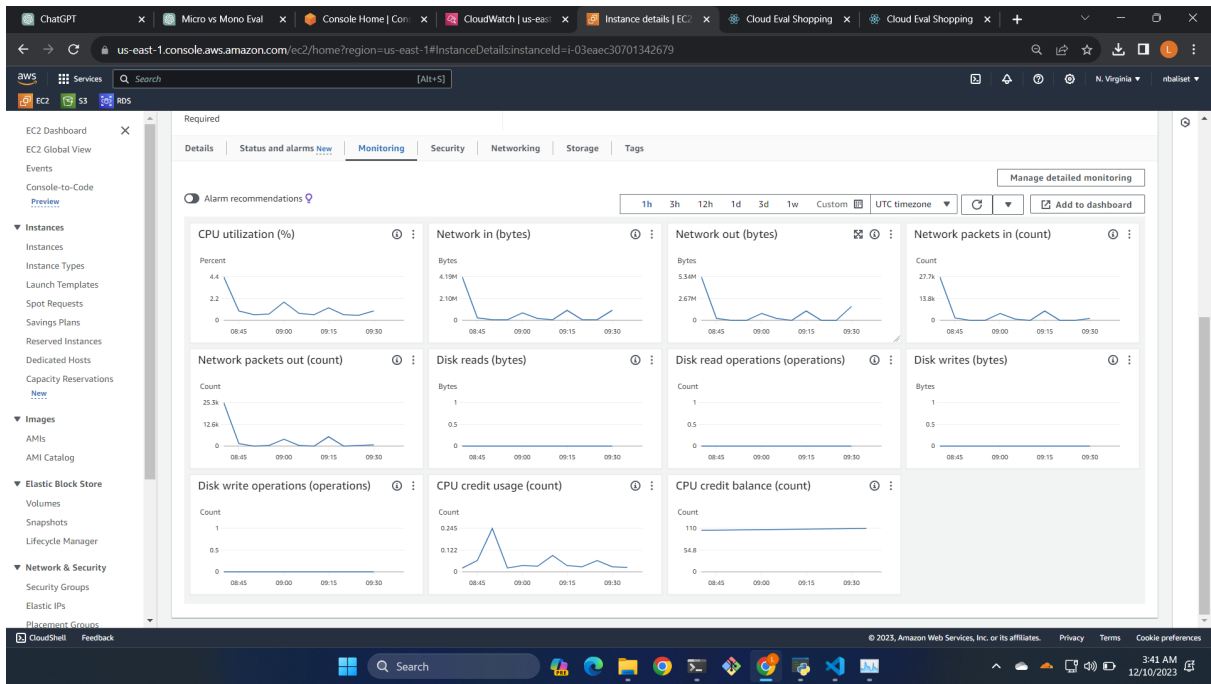 ChatGPT
Micro vs Mono Eval
Console Home | Con
CloudWatch | us-east
Instance details | EC2
Cloud Eval Shopping
Cloud Eval Shopping
us-east-1.console.aws.amazon.com/ec2/home?region=us-east-1#InstanceDetails:instanceId=i-03eaec30701342679
L
aws Services Search [Alt+S] N. Virginia nbaliset
EC2 S3 RDS
EC2 Dashboard
EC2 Global View
Events
Console-to-Code
Preview
Instances
Instances
Instance Types
Launch Templates
Spot Requests
Savings Plans
Reserved Instances
Dedicated Hosts
Capacity Reservations
New
Images
AMIs
AMI Catalog
Elastic Block Store
Volumes
Snapshots
Lifecycle Manager
Network & Security
Security Groups
Elastic IPs
Placement Groups
Required
Details Status and alarms New Monitoring Security Networking Storage Tags
Manage detailed monitoring
Alarm recommendations
1h 3h 12h 1d 3d 1w Custom UTC timezone Add to dashboard
CPU utilization (%)
Percent
4.4
2.2
0
08:45 09:00 09:15 09:30
Network in (bytes)
Bytes
4.19M
2.10M
0
08:45 09:00 09:15 09:30
Network out (bytes)
Bytes
5.34M
2.67M
0
08:45 09:00 09:15 09:30
Network packets in (count)
Count
27.7k
13.8k
0
08:45 09:00 09:15 09:30
Network packets out (count)
Count
25.3k
12.6k
0
08:45 09:00 09:15 09:30
Disk reads (bytes)
Bytes
1
0.5
0
08:45 09:00 09:15 09:30
Disk read operations (operations)
Count
1
0.5
0
08:45 09:00 09:15 09:30
Disk writes (bytes)
Bytes
1
0.5
0
08:45 09:00 09:15 09:30
Disk write operations (operations)
Count
1
0.5
0
08:45 09:00 09:15 09:30
CPU credit usage (count)
Count
0.245
0.122
0
08:45 09:00 09:15 09:30
CPU credit balance (count)
Count
110
54.8
0
08:45 09:00 09:15 09:30
CloudShell Feedback © 2023, Amazon Web Services, Inc. or its affiliates. Privacy Terms Cookie preferences
Search
PRE
L
3:41 AM
12/10/2023